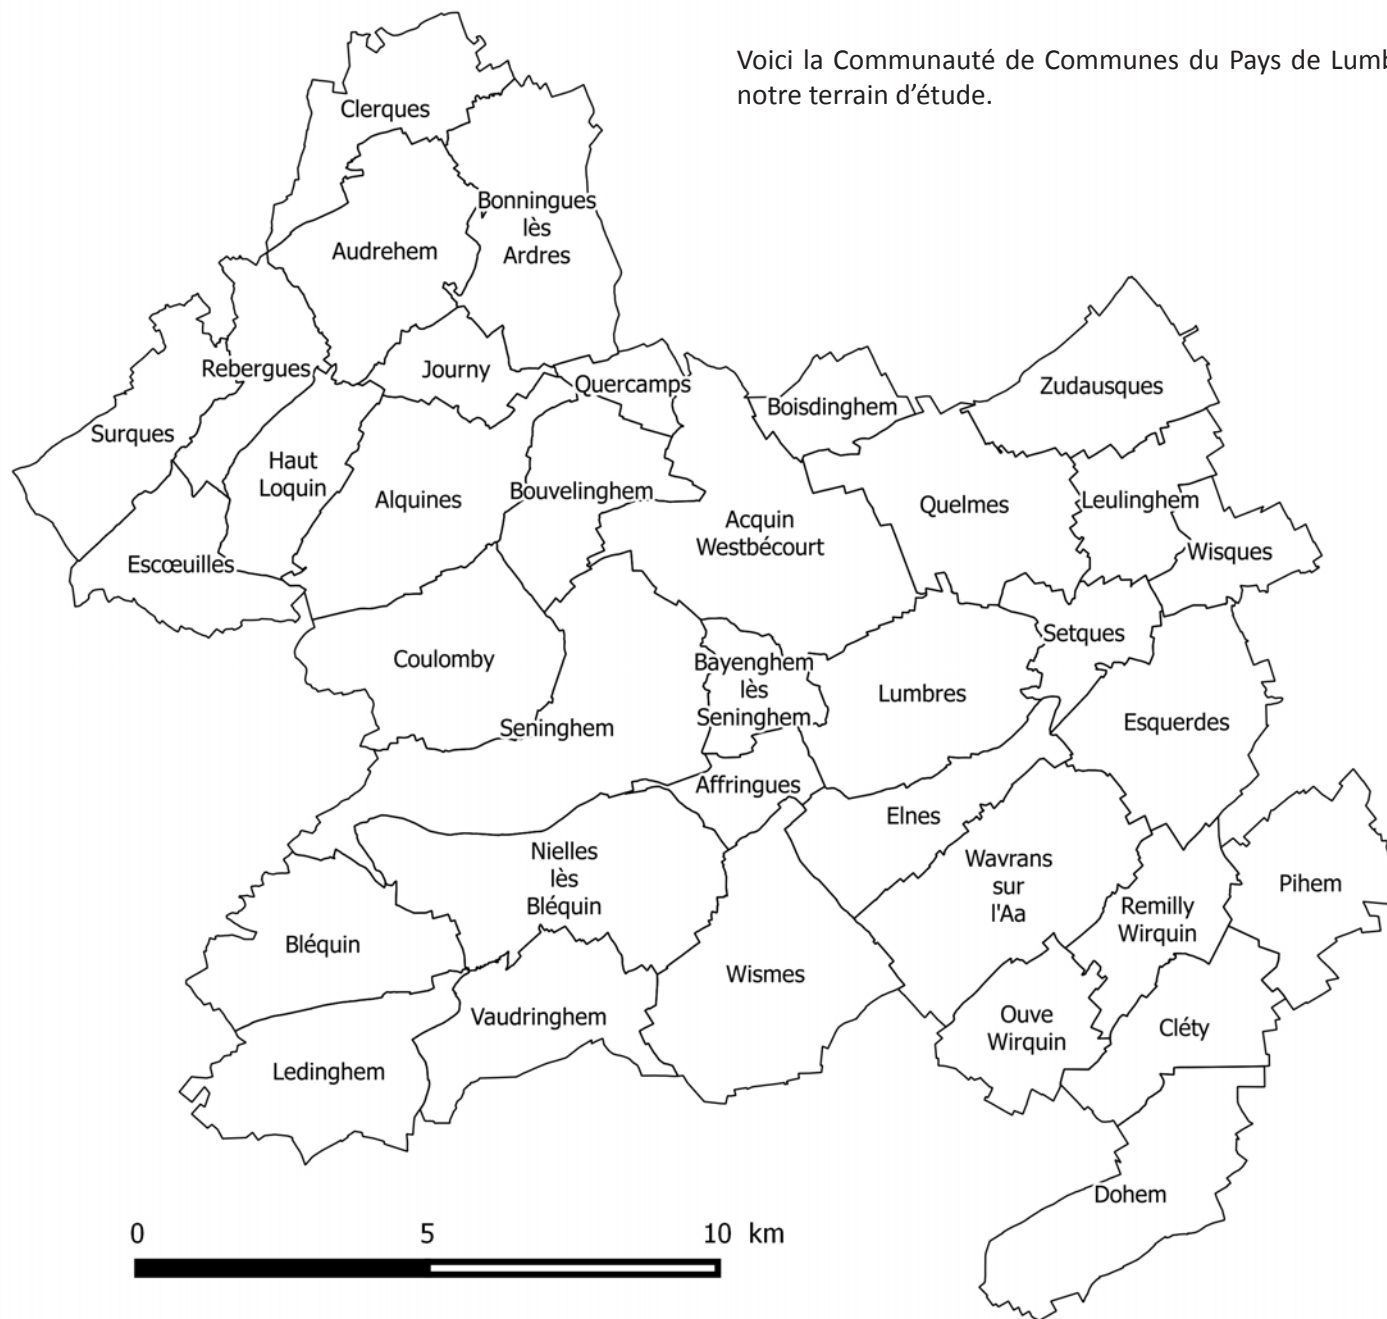 Voici la Communauté de Communes du Pays de
notre terrain d’étude.
Clerques
Bonningues
lès
Ardres
Audrehem
Rebergues
Journy
Quercamps
Boisdinghem
Zudausques
Surques
Haut
Loquin
Alquines
Bouvelinghem
Acquin
Westbécourt
Quelmes
Leulinghem
Wisques
Escœuilles
Coulomby
Seninghem
Bayenghem
lès
Seninghem
Lumbres
Setques
Esquerdes
Affringues
Elnes
Nielles
lès
Bléquin
Wavrans
sur
l'Aa
Remilly
Wirquin
Pihem
Bléquin
Wismes
Vaudringhem
Ouve
Wirquin
Cléty
Ledinghem
Dohem
0 5 10 km